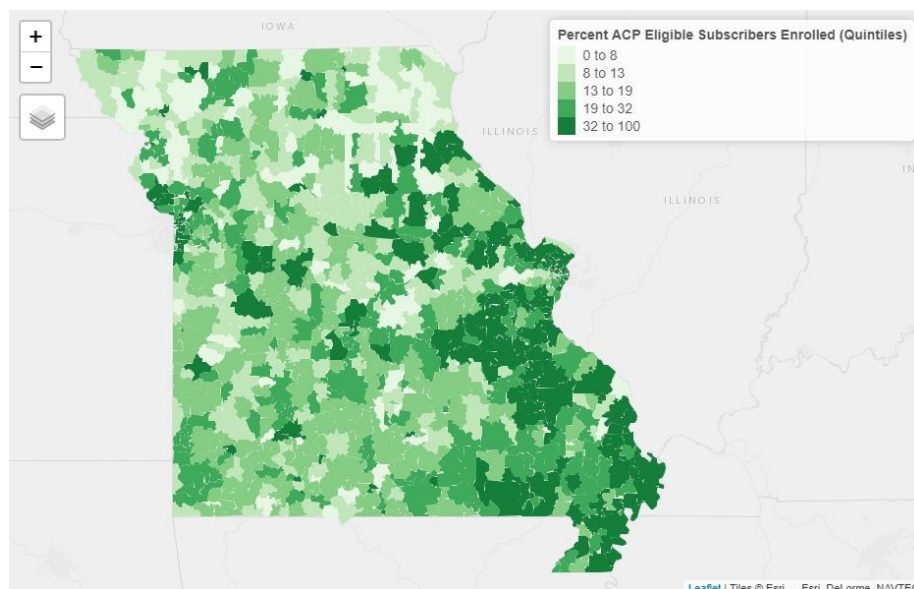 IOWA
+
−
Percent ACP Eligible Subscribers Enrolled (Quintiles)
0 to 8
8 to 13
13 to 19
19 to 32
32 to 100
ILLINOIS
IN
ILLINOIS
Leaflet | Tiles © Esri — Esri, DeLorme, NAVTEQ